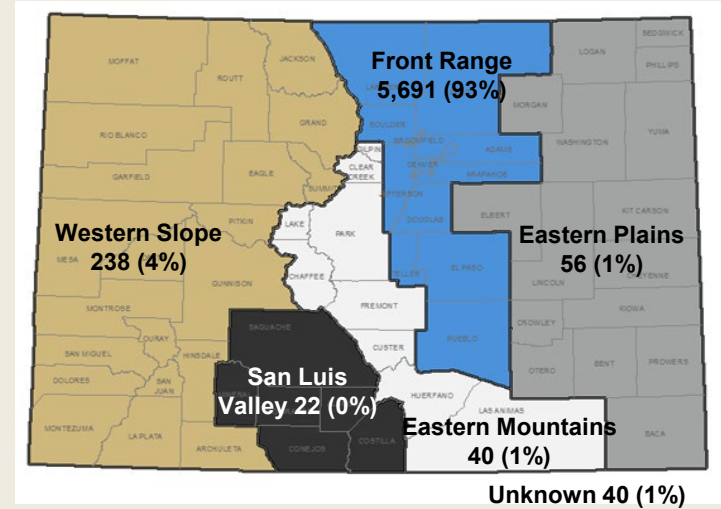 SEDGWICK
LOGAN
PHILLIPS
JACKSON
MOFFAT
ROUTT
Front Range
5,691 (93%)
MORGAN
GRAND
BOULDER
WASHINGTON
YUMA
RIO BLANCO
BROOMFIELD
ADAMS
GILPIN
DENVER
CLEAR
CREEK
ARAPAHOE
GARFIELD
EAGLE
SUMMIT
JEFFERSON
DOUGLAS
ELBERT
KIT CARSON
PITKIN
LAKE
PARK
Western Slope
238 (4%)
Eastern Plains
56 (1%)
MESA
EL PASO
TELLER
LINCOLN
CHEYENNE
CHAFFEE
GUNNISON
MONTROSE
FREMONT
KIOWA
CROWLEY
SAGUACHE
PUEBLO
OURAY
CUSTER
SAN MIGUEL
HINSDALE
OTERO
BENT
PROWERS
DOLORES
SAN
JUAN
San Luis
Valley 22 (0%)
HUERFANO
LAS ANIMAS
MONTEZUMA
LA PLATA
ARCHULETA
CONEJOS
COSTILLA
Eastern Mountains
40 (1%)
BACA
Unknown 40 (1%)